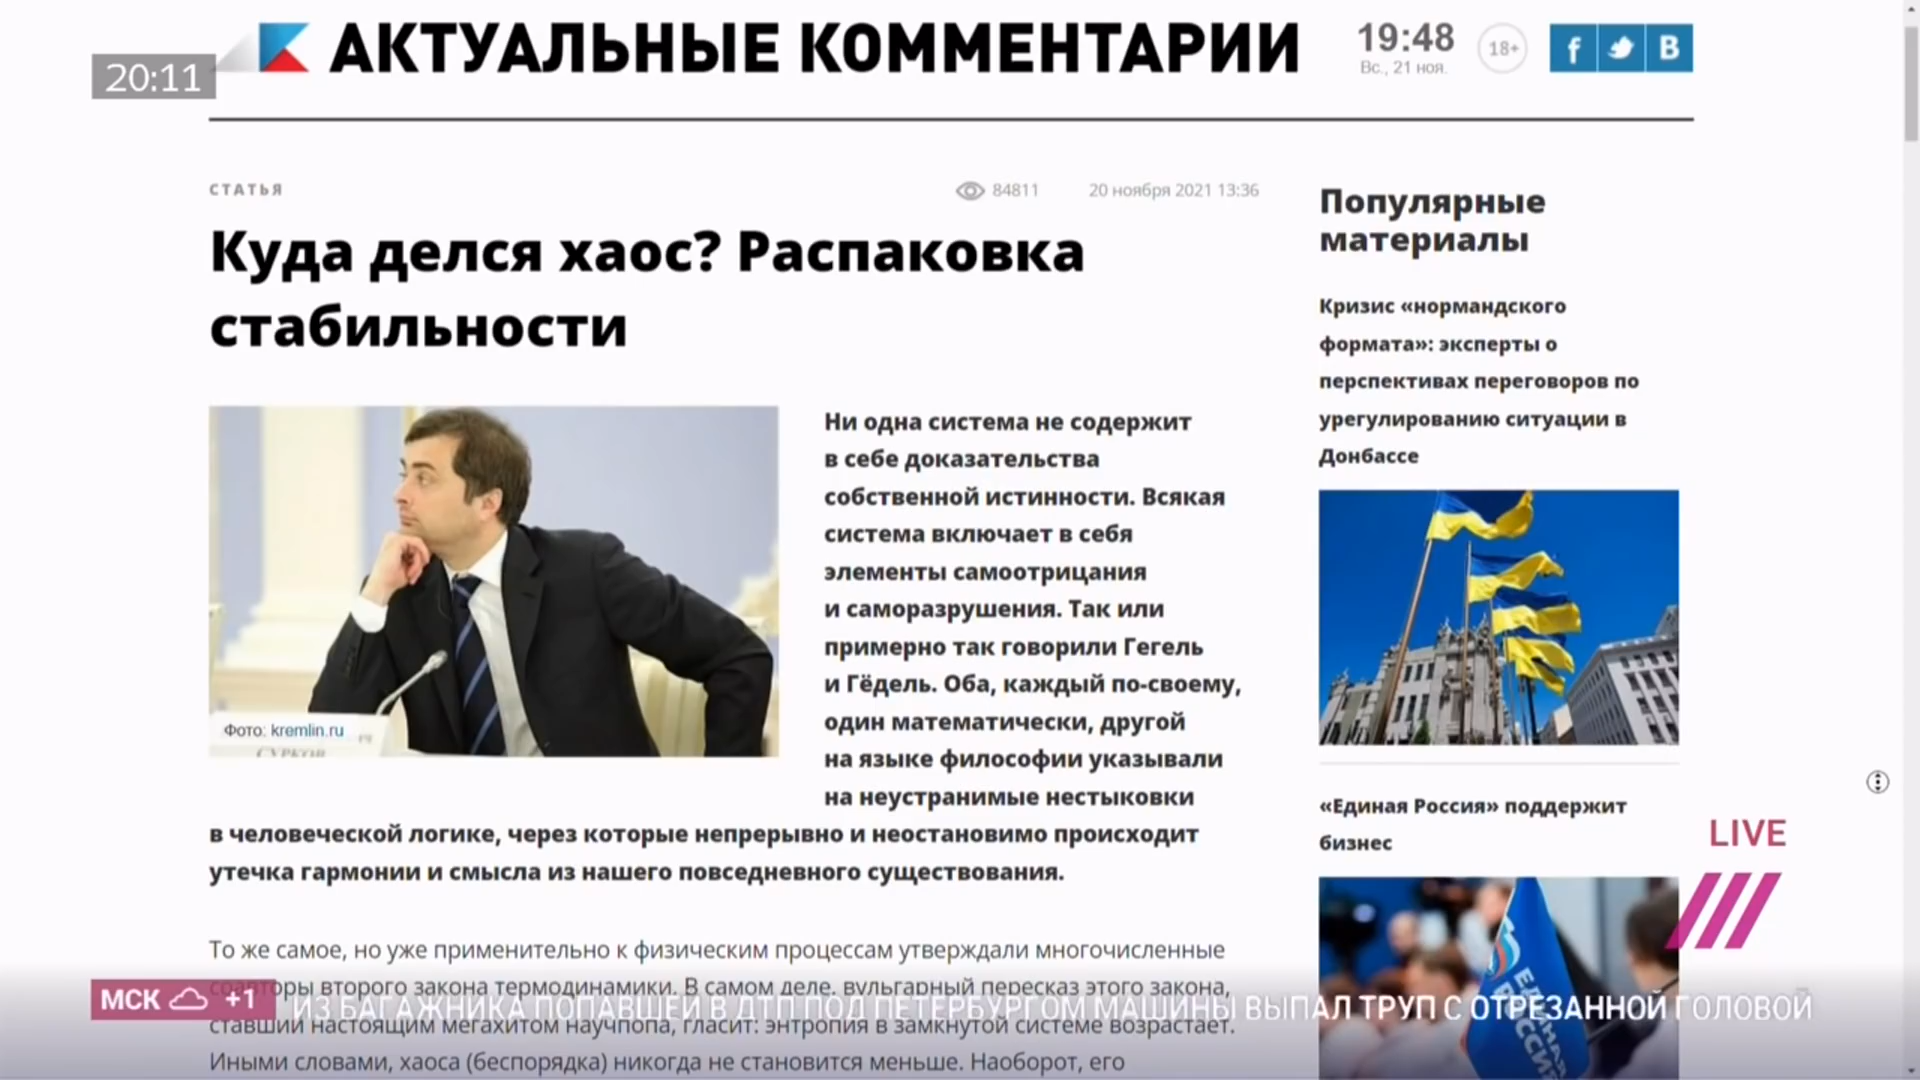 20:11
АКТУАЛЬНЫЕ КОММЕНТАРИИ
19:48
Вс., 21 ноя.
18+
f
B
СТАТЬЯ
84811
20 ноября 2021 13:36
Куда делся хаос? Распаковка
стабильности
Фото: kremlin.ru
СУРКОВ
Ни одна система не содержит
в себе доказательства
собственной истинности. Всякая
система включает в себя
элементы самоотрицания
и саморазрушения. Так или
примерно так говорили Гегель
и Гёдель. Оба, каждый по-своему,
один математически, другой
на языке философии указывали
на неустранимые нестыковки
в человеческой логике, через которые непрерывно и неостановимо происходит
утечка гармонии и смысла из нашего повседневного существования.
То же самое, но уже применительно к физическим процессам утверждали многочисленные
соавторы второго закона термодинамики. В самом деле, вульгарный пересказ этого закона,
ставший настоящим мегахитом научпопа, гласит: энтропия в замкнутой системе возрастает.
Иными словами, хаоса (беспорядка) никогда не становится меньше. Наоборот, его
Популярные
материалы
Кризис «нормандского
формата»: эксперты о
перспективах переговоров по
урегулированию ситуации в
Донбассе
«Единая Россия» поддержит
бизнес
ЕДИНАЯ
РОССИЯ
LIVE
МСК +1
ИЗ БАГАЖНИКА ПОПАВШЕЙ В ДТП ПОД ПЕТЕРБУРГОМ МАШИНЫ ВЫПАЛ ТРУП С ОТРЕЗАННОЙ ГОЛОВОЙ